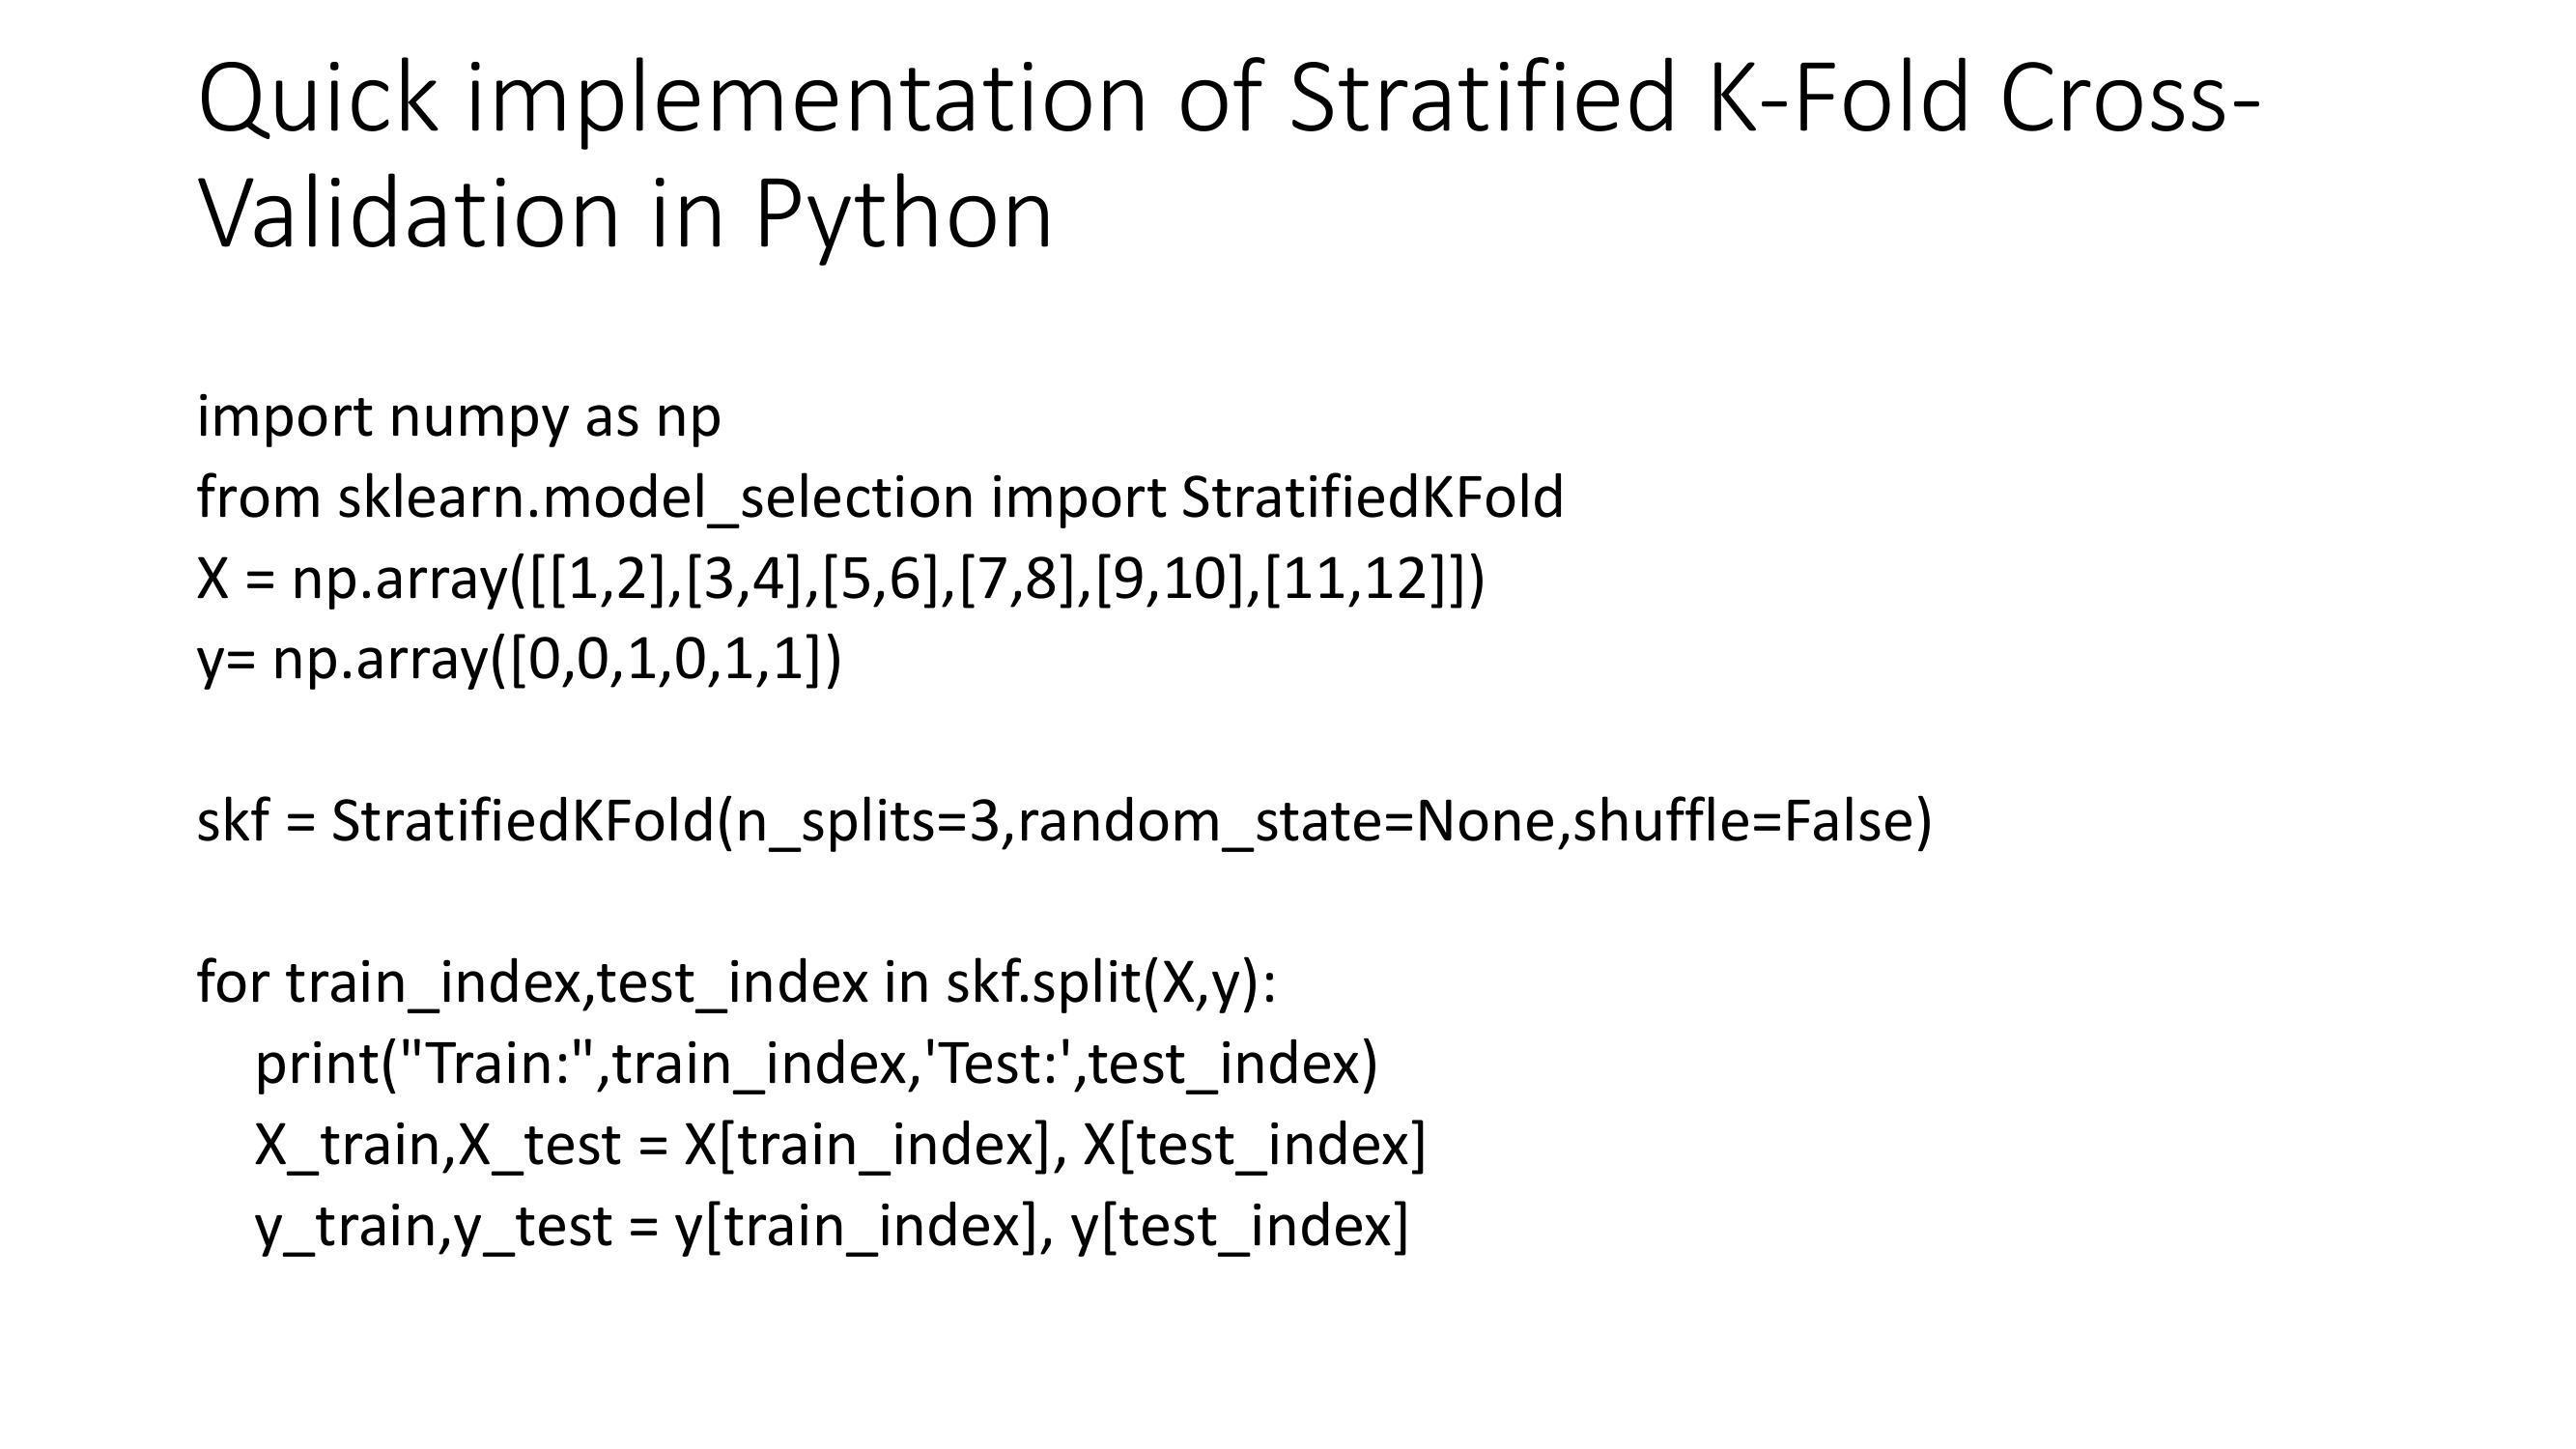 Quick implementation of Stratified K-Fold Cross-
Validation in Python
import numpy as np
from sklearn.model_selection import StratifiedKFold
X = np.array([[1,2],[3,4],[5,6],[7,8],[9,10],[11,12]])
y= np.array([0,0,1,0,1,1])
skf = StratifiedKFold(n_splits=3,random_state=None,shuffle=False)
for train_index,test_index in skf.split(X,y):
    print("Train:",train_index,'Test:',test_index)
    X_train,X_test = X[train_index], X[test_index]
    y_train,y_test = y[train_index], y[test_index]